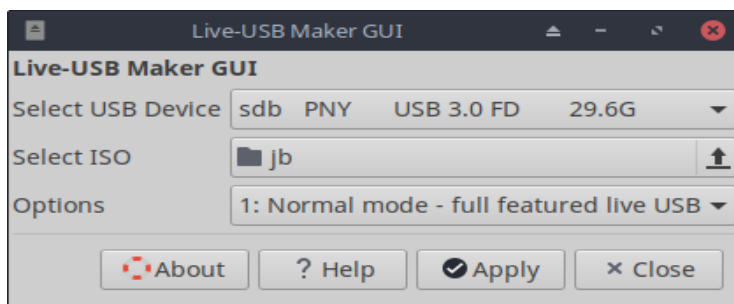 Live-USB Maker GUI
Live-USB Maker GUI
Select USB Device sdb PNY USB 3.0 FD 29.6G
Select ISO jb
Options 1: Normal mode - full featured live USB
About ? Help Apply × Close